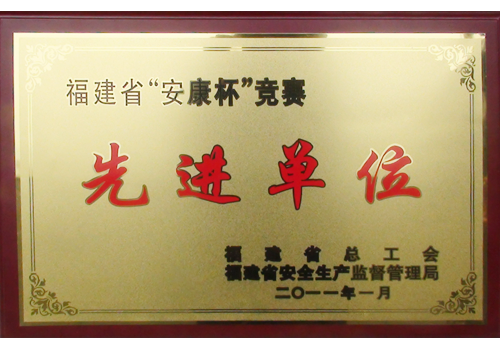 福建省“安康杯”竞赛
先进单位
福建省总工会
福建省安全生产监督管理局
二〇一一年一月